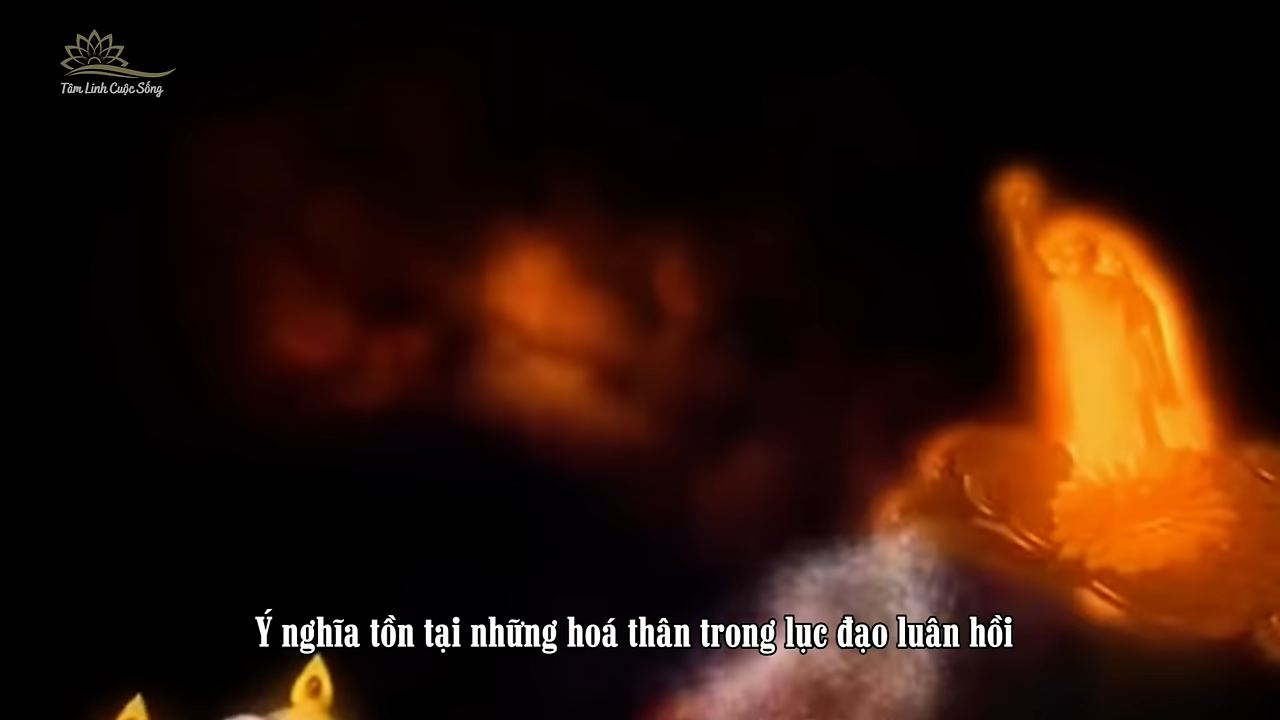 Tâm Linh Cuộc Sống
Ý nghĩa tồn tại những hoá thân trong lục đạo luân hồi